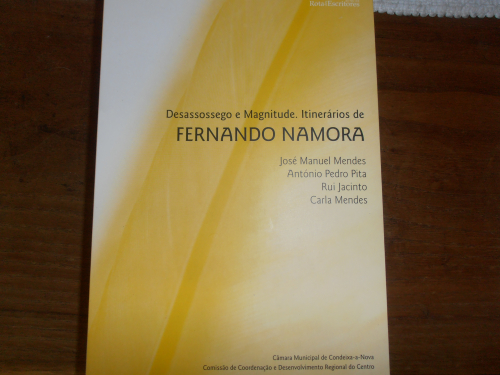 Desassossego e Magnitude. Itinerários de
FERNANDO NAMORA
José Manuel Mendes
António Pedro Pita
Rui Jacinto
Carla Mendes
Câmara Municipal de Condeixa-a-Nova
Comissão de Coordenação e Desenvolvimento Regional do Centro